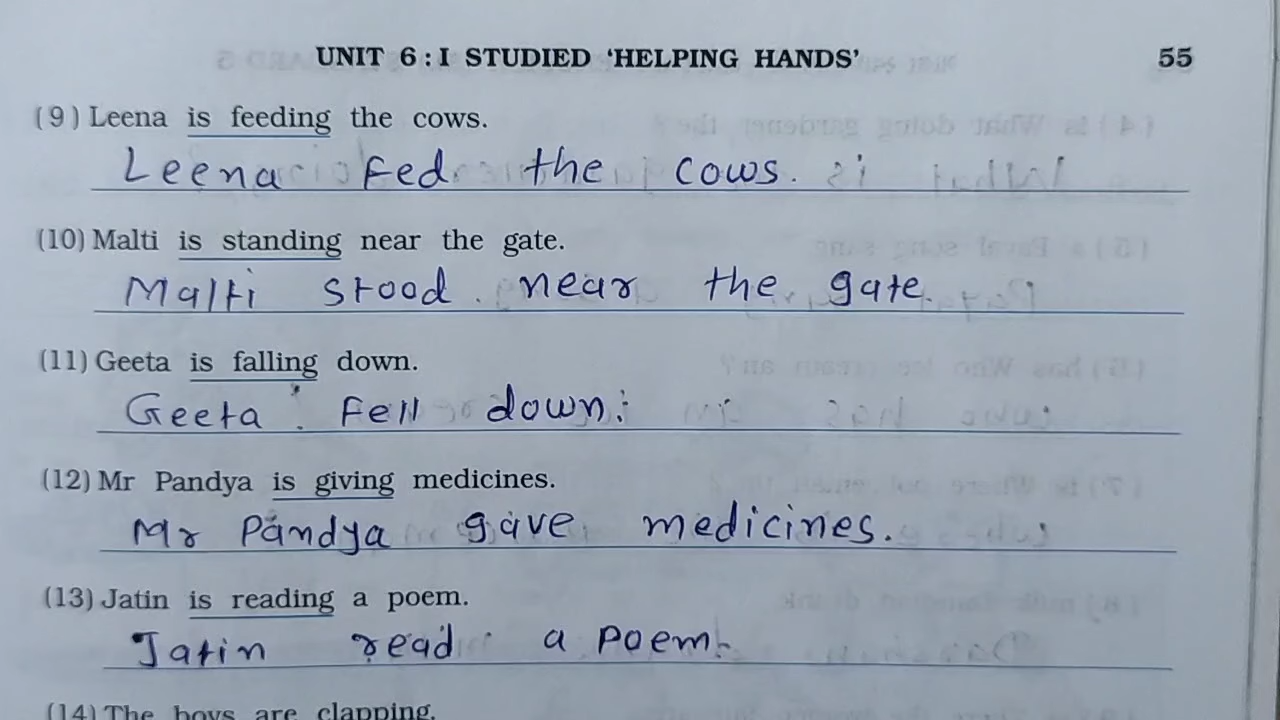 UNIT 6 : I STUDIED ‘HELPING HANDS’ 55
(9) Leena is feeding the cows.
Leena Fed the cows.
(10) Malti is standing near the gate.
Malti stood near the gate.
(11) Geeta is falling down.
Geeta Fell down.
(12) Mr Pandya is giving medicines.
Mr Pandya gave medicines.
(13) Jatin is reading a poem.
Jatin read a poem.
(14) The boys are clapping.